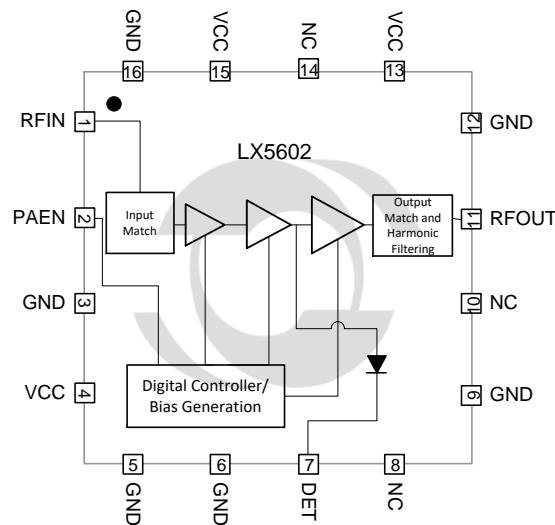 GND
VCC
NC
VCC
16
15
14
13
RFIN
1
12
GND
LX5602
PAEN
2
Input
Match
Output
Match and
Harmonic
Filtering
11
RFOUT
GND
3
10
NC
VCC
4
Digital Controller/
Bias Generation
9
GND
5
6
7
8
GND
GND
DET
NC